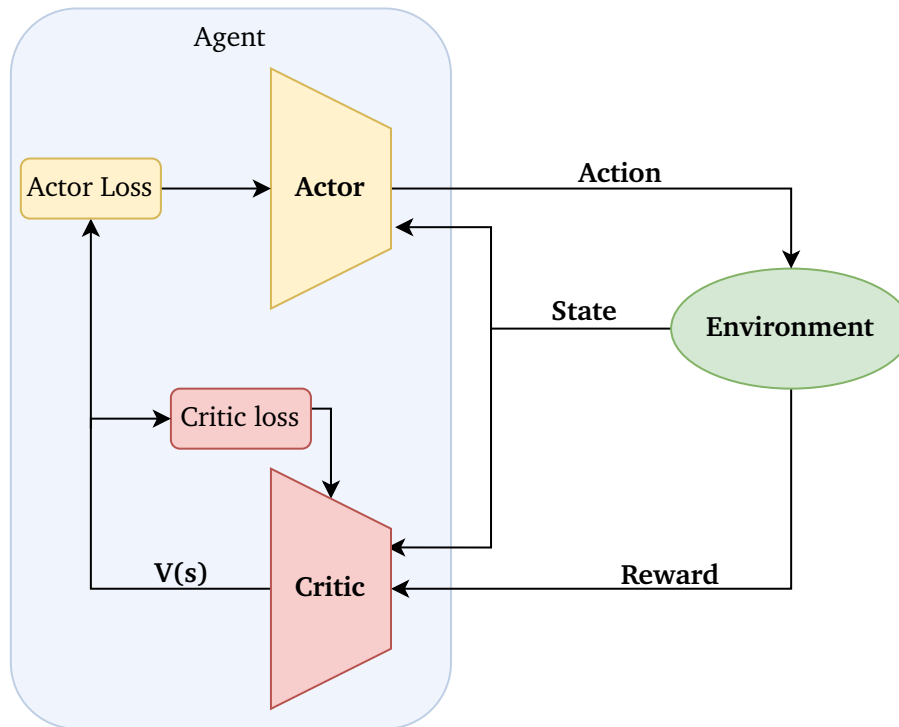 Agent
Actor Loss
Actor
Action
State
Environment
Critic loss
V(s)
Critic
Reward